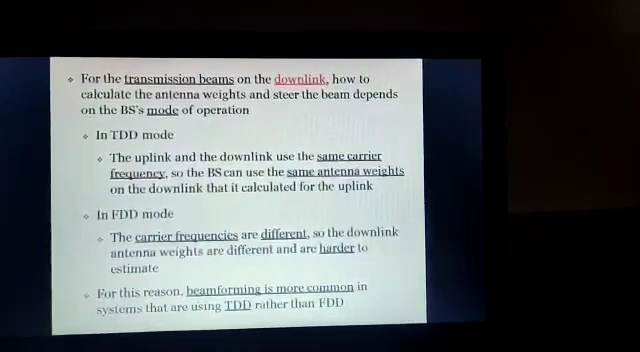 For the transmission beams on the downlink, how to
calculate the antenna weights and steer the beam depends
on the BS's mode of operation
In TDD mode
The uplink and the downlink use the same carrier
frequency, so the BS can use the same antenna weights
on the downlink that it calculated for the uplink
In FDD mode
The carrier frequencies are different, so the downlink
antenna weights are different and are harder to
estimate
For this reason, beamforming is more common in
systems that are using TDD rather than FDD